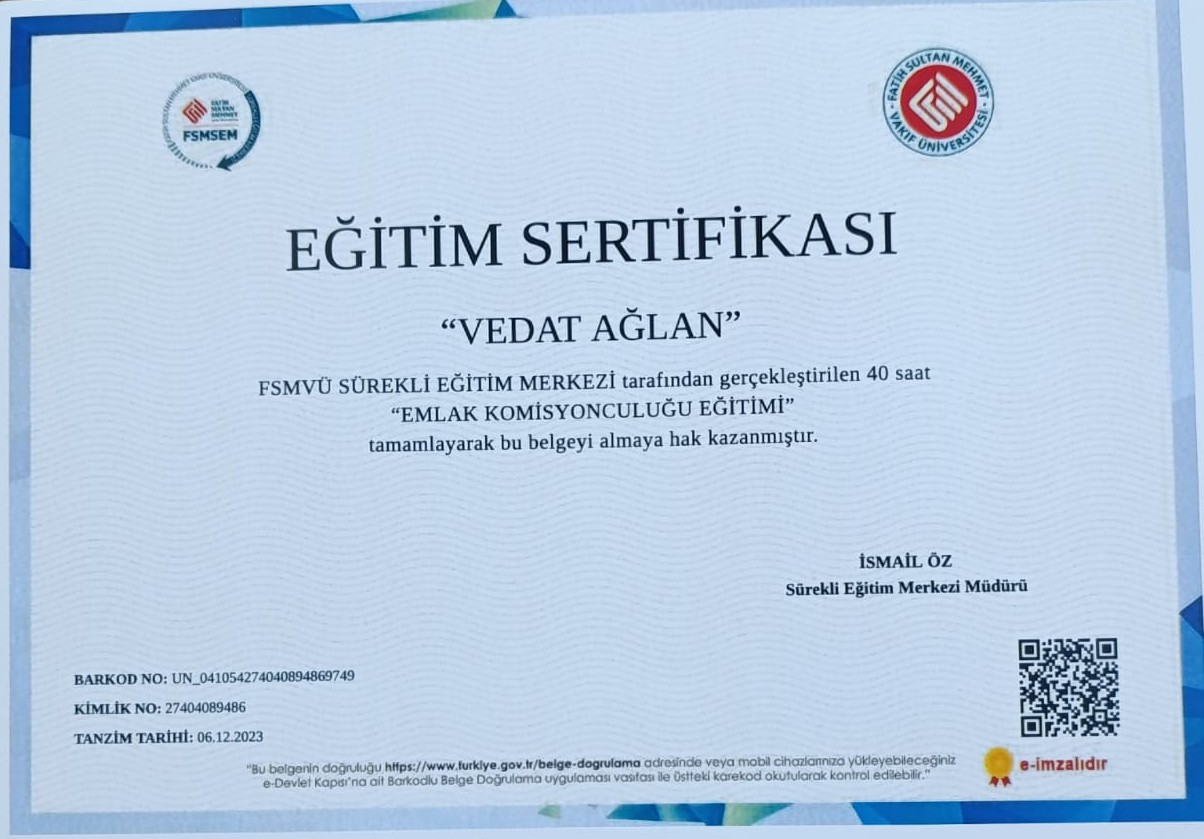 FATİH
SULTAN
MEHMET
FSMSEM
FATİH SULTAN MEHMET
VAKIF ÜNİVERSİTESİ
EĞİTİM SERTİFİKASI
“VEDAT AĞLAN”
FSMVÜ SÜREKLİ EĞİTİM MERKEZİ tarafından gerçekleştirilen 40 saat
“EMLAK KOMİSYONCULUĞU EĞİTİMİ”
tamamlayarak bu belgeyi almaya hak kazanmıştır.
İSMAİL ÖZ
Sürekli Eğitim Merkezi Müdürü
BARKOD NO: UN_041054274040894869749
KİMLİK NO: 27404089486
TANZİM TARİHİ: 06.12.2023
“Bu belgenin doğruluğu https://www.turkiye.gov.tr/belge-dogrulama adresinde veya mobil cihazlarınıza yükleyebileceğiniz
e-Devlet Kapısı'na ait Barkodlu Belge Doğrulama uygulaması vasıtası ile üstteki karekod okutularak kontrol edilebilir.”
e-imzalıdır